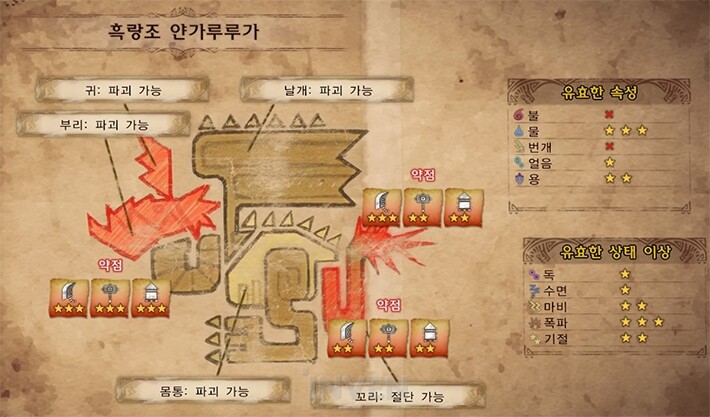 흑랑조 얀가루루가
귀: 파괴 가능
날개: 파괴 가능
부리: 파괴 가능
약점
약점
약점
몸통: 파괴 가능
꼬리: 절단 가능
유효한 속성
불
물
번개
얼음
용
유효한 상태 이상
독
수면
마비
폭파
기절
INVEN